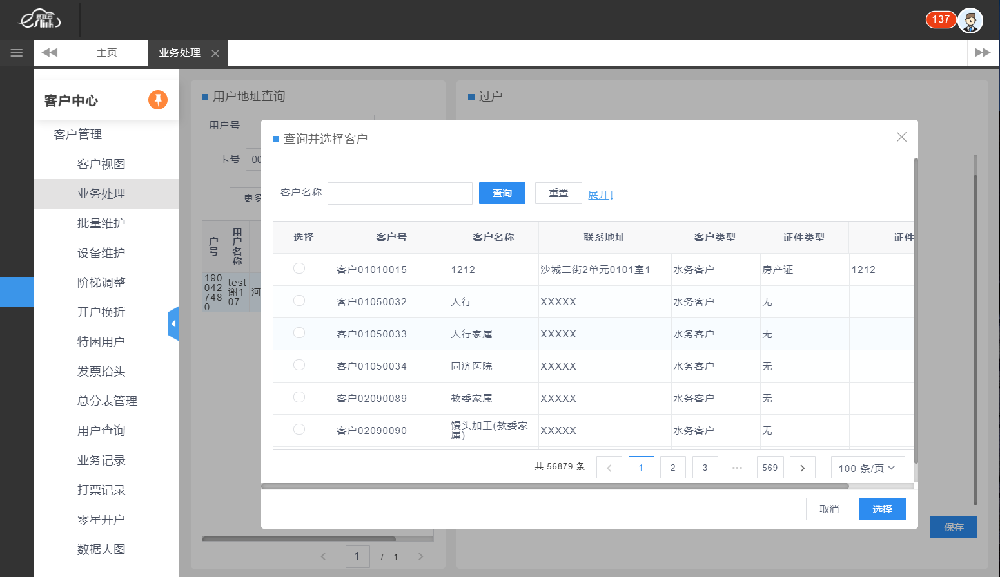 易联云
eslink
137
主页
业务处理
客户中心
客户管理
客户视图
业务处理
批量维护
设备维护
阶梯调整
开户换折
特困用户
发票抬头
总分表管理
用户查询
业务记录
打票记录
零星开户
数据大图
用户地址查询
用户号
卡号
00
更多
户号
用户名称
190
042
748
0
test
谢1
07
河
1 / 1
过户
保存
查询并选择客户
客户名称
查询
重置
展开↓
选择 客户号 客户名称 联系地址 客户类型 证件类型 证件
客户01010015 1212 沙城二街2单元0101室1 水务客户 房产证 1212
客户01050032 人行 XXXXX 水务客户 无
客户01050033 人行家属 XXXXX 水务客户 无
客户01050034 同济医院 XXXXX 水务客户 无
客户02090089 教委家属 XXXXX 水务客户 无
客户02090090 馒头加工(教委家属) XXXXX 水务客户 无
共 56879 条 1 2 3 ··· 569 100 条/页
取消
选择